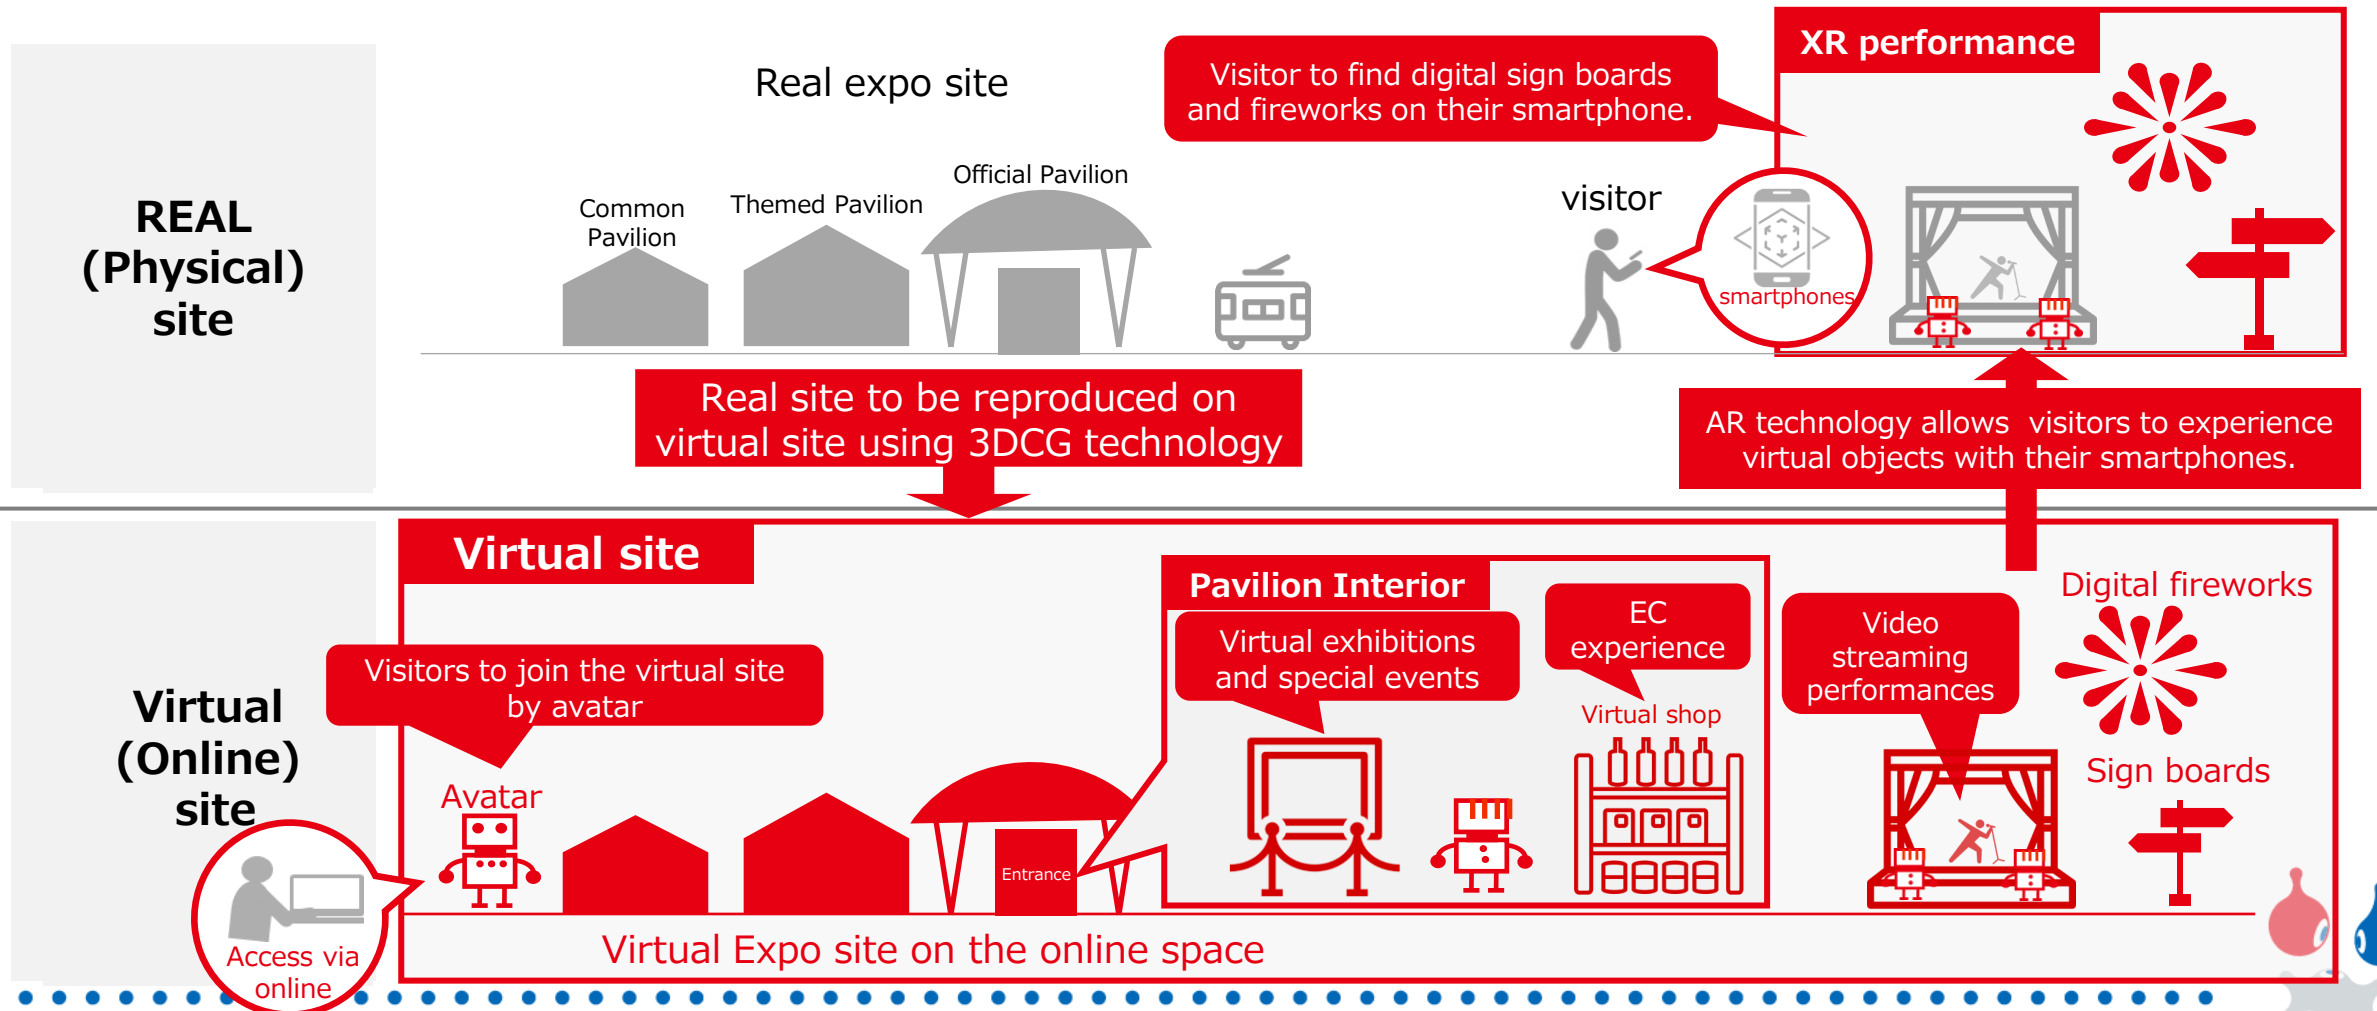 REAL
(Physical)
site
Real expo site
Common
Pavilion
Themed Pavilion
Official Pavilion
Visitor to find digital sign boards
and fireworks on their smartphone.
visitor
smartphones
XR performance
Real site to be reproduced on
virtual site using 3DCG technology
AR technology allows visitors to experience
virtual objects with their smartphones.
Virtual
(Online)
site
Access via
online
Virtual site
Visitors to join the virtual site
by avatar
Avatar
Entrance
Pavilion Interior
Virtual exhibitions
and special events
EC
experience
Virtual shop
Video
streaming
performances
Digital fireworks
Sign boards
Virtual Expo site on the online space